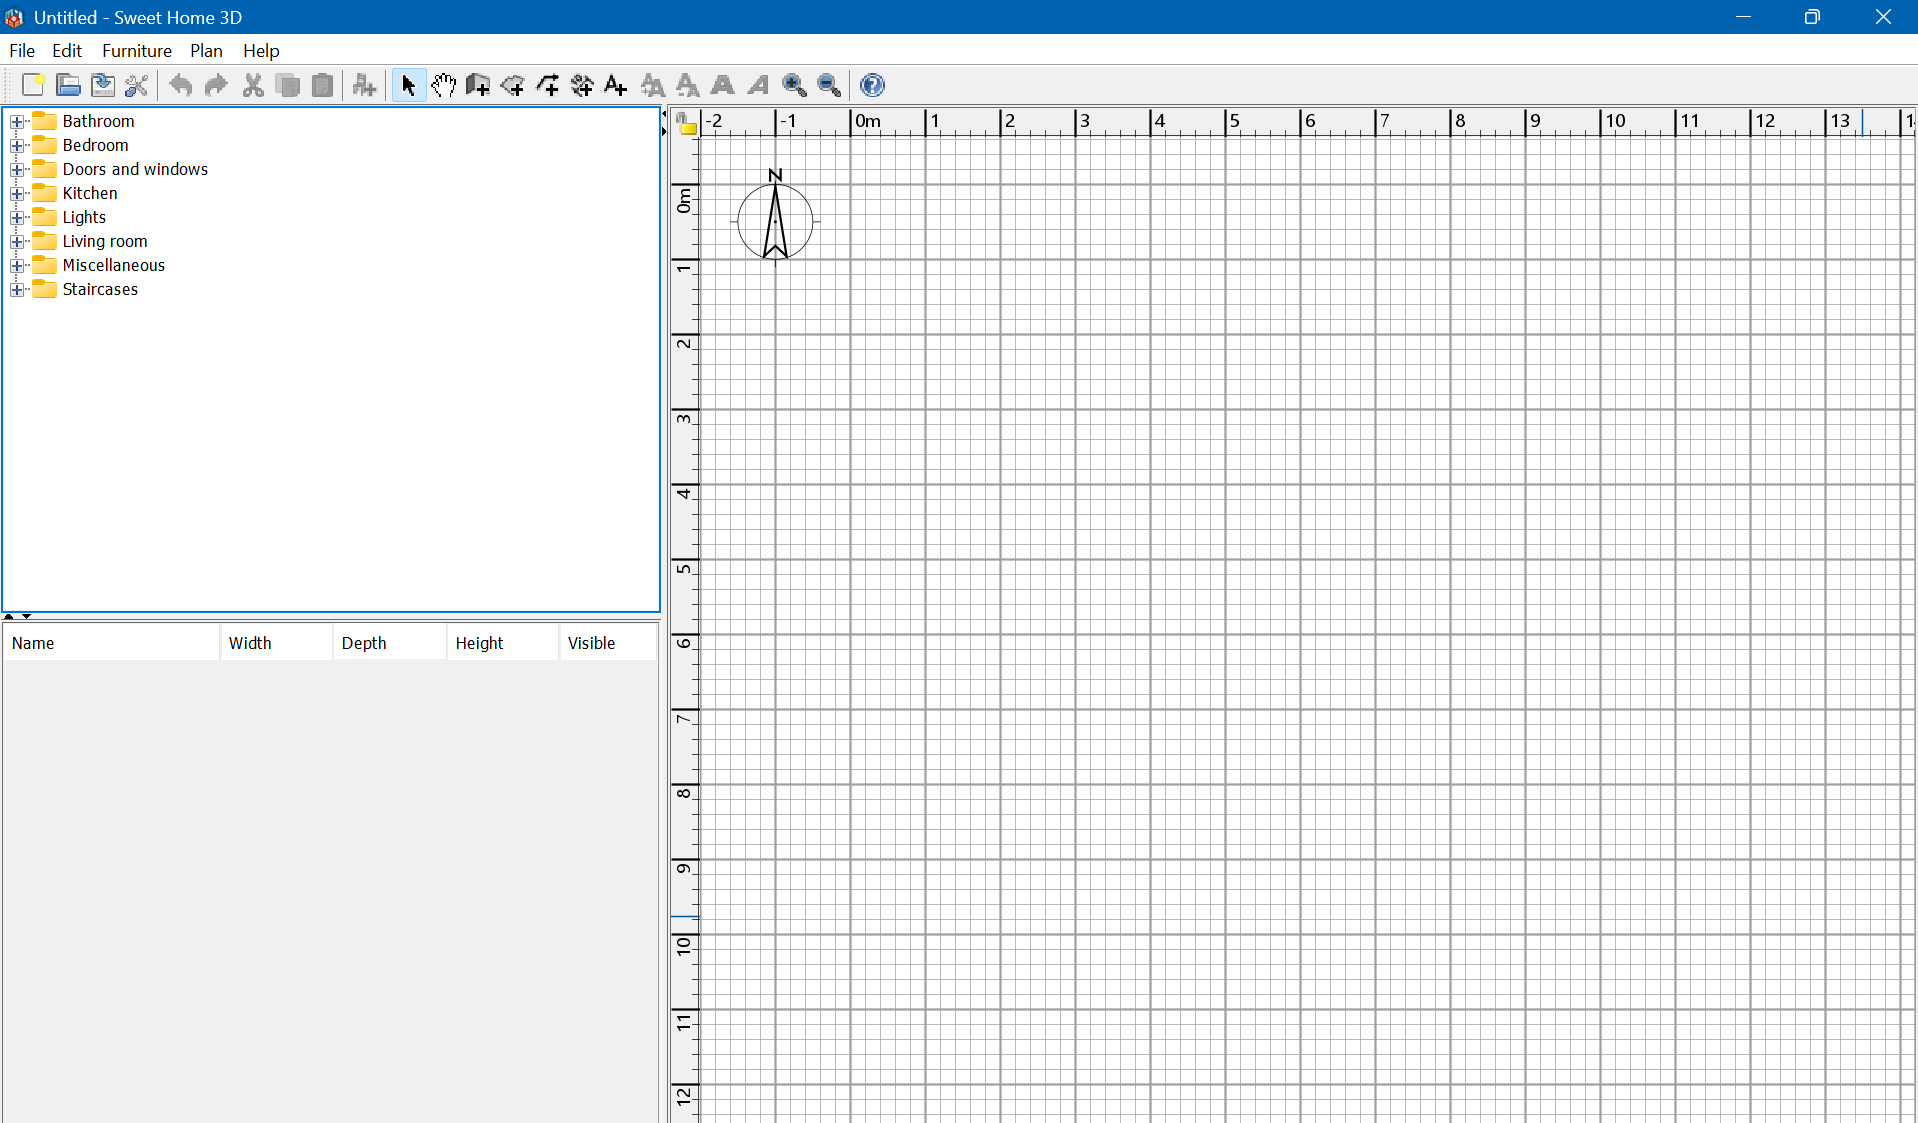 Untitled - Sweet Home 3D
File Edit Furniture Plan Help
Bathroom
Bedroom
Doors and windows
Kitchen
Lights
Living room
Miscellaneous
Staircases
Name Width Depth Height Visible
-2 -1 0m 1 2 3 4 5 6 7 8 9 10 11 12 13
N
0m
1
2
3
4
5
6
7
8
9
10
11
12